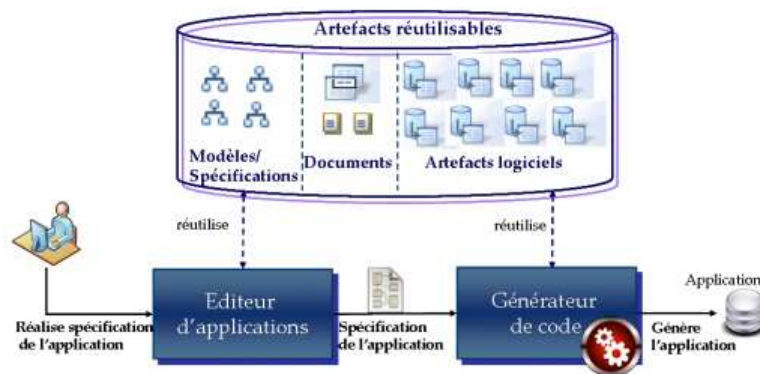 Artefacts réutilisables
Modèles/
Spécifications
Documents
Artefacts logiciels
réutilise
réutilise
Editeur
d'applications
Générateur
de code
Application
Réalise spécification
de l'application
Spécification
de l'application
Génère
l'application